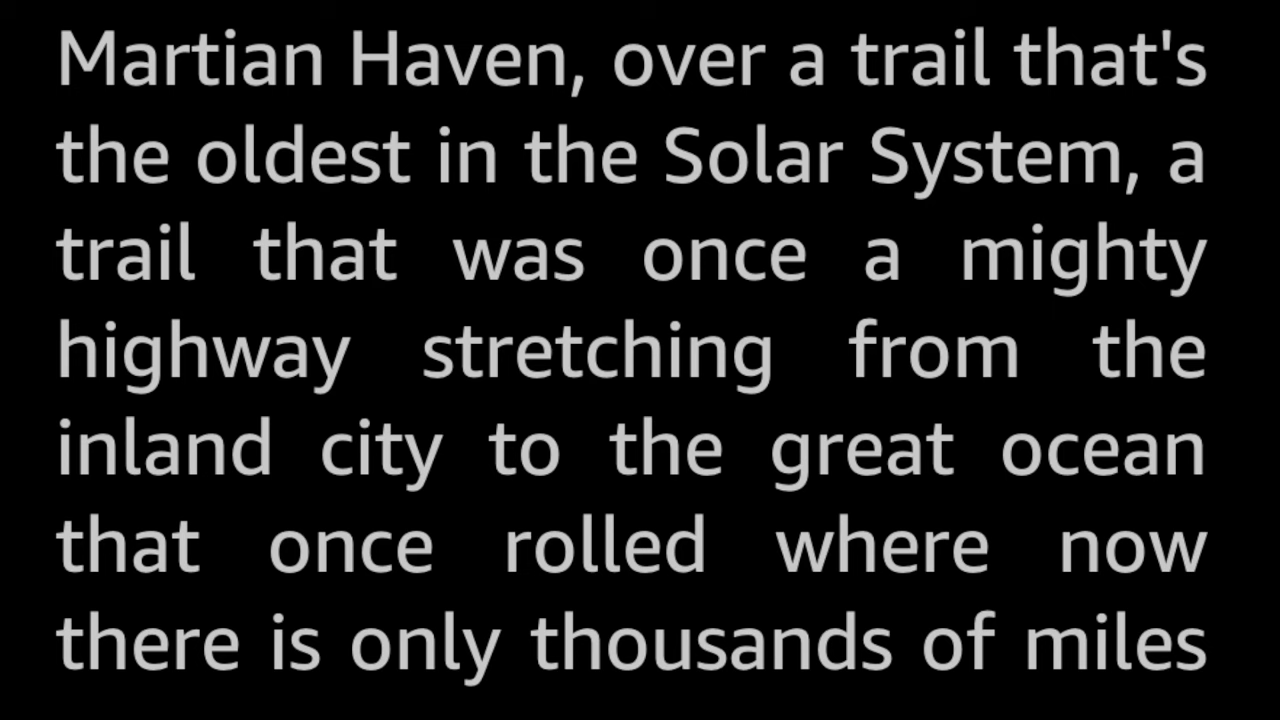 Martian Haven, over a trail that's
the oldest in the Solar System, a
trail that was once a mighty
highway stretching from the
inland city to the great ocean
that once rolled where now
there is only thousands of miles